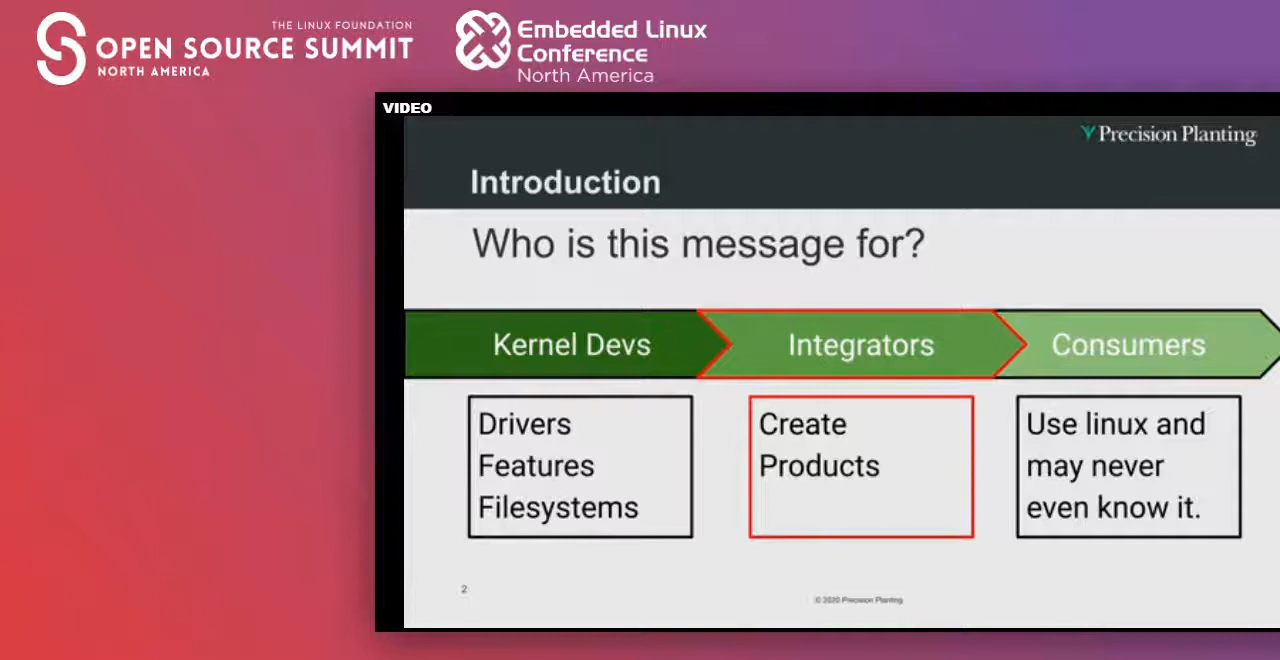 THE LINUX FOUNDATION
OPEN SOURCE SUMMIT
NORTH AMERICA
Embedded Linux
Conference
North America
VIDEO
Precision Planting
Introduction
Who is this message for?
Kernel Devs
Integrators
Consumers
Drivers
Features
Filesystems
Create
Products
Use linux and
may never
even know it.
2
© 2020 Precision Planting